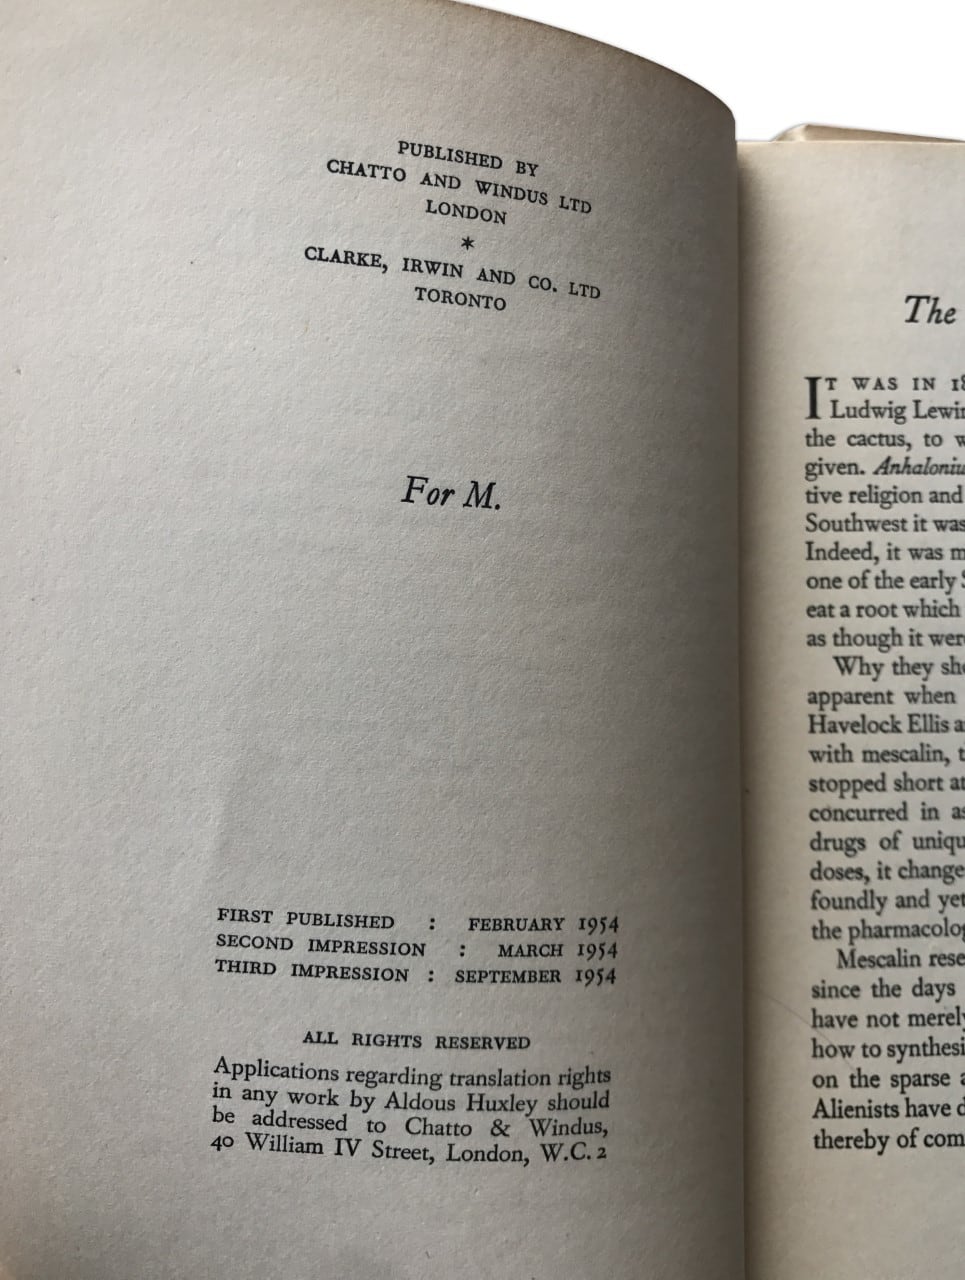 PUBLISHED BY
CHATTO AND WINDUS LTD
LONDON
*
CLARKE, IRWIN AND CO. LTD
TORONTO
For M.
FIRST PUBLISHED : FEBRUARY 1954
SECOND IMPRESSION : MARCH 1954
THIRD IMPRESSION : SEPTEMBER 1954
ALL RIGHTS RESERVED
Applications regarding translation rights
in any work by Aldous Huxley should
be addressed to Chatto & Windus,
40 William IV Street, London, W.C. 2
The
IT WAS IN 18
Ludwig
the cactus, to
given.
tive religion and
Southwest it was
Indeed, it was
one of the early
eat a root which
as though it
Why they
apparent when
Havelock Ellis
with mescalin,
stopped short
concurred in
drugs of
doses, it
foundly and yet
the
Mescalin
since the days
have not
how to
on the sparse
Alienists have
thereby of